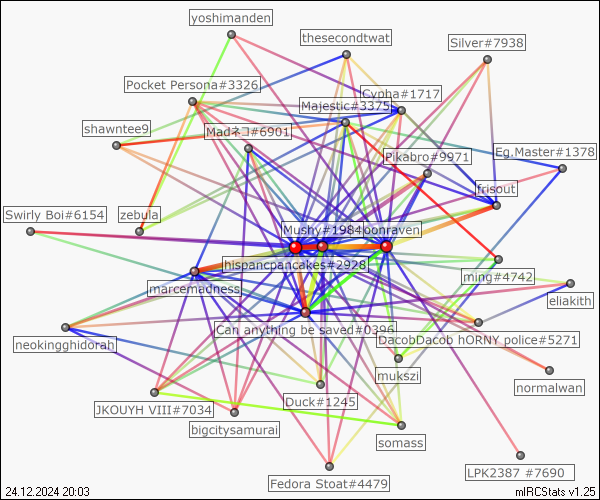 yoshimanden
thesecondtwat
Silver#7938
Pocket Persona#3326
Cypha#1717
Majestic#3375
shawntee9
Madネコ#6901
Eg.Master#1378
Pikabro#9971
frisout
Swirly Boi#6154
zebula
Mushy#1984
loonraven
hispancpancakes#2928
ming#4742
marcemadness
eliakith
Can anything be saved#0396
DacobDacob hORNY police#5271
neokingghidorah
mukszi
normalwan
Duck#1245
JKOUYH VIII#7034
bigcitysamurai
somass
LPK2387 #7690
Fedora Stoat#4479
24.12.2024 20:03
mIRCStats v1.25